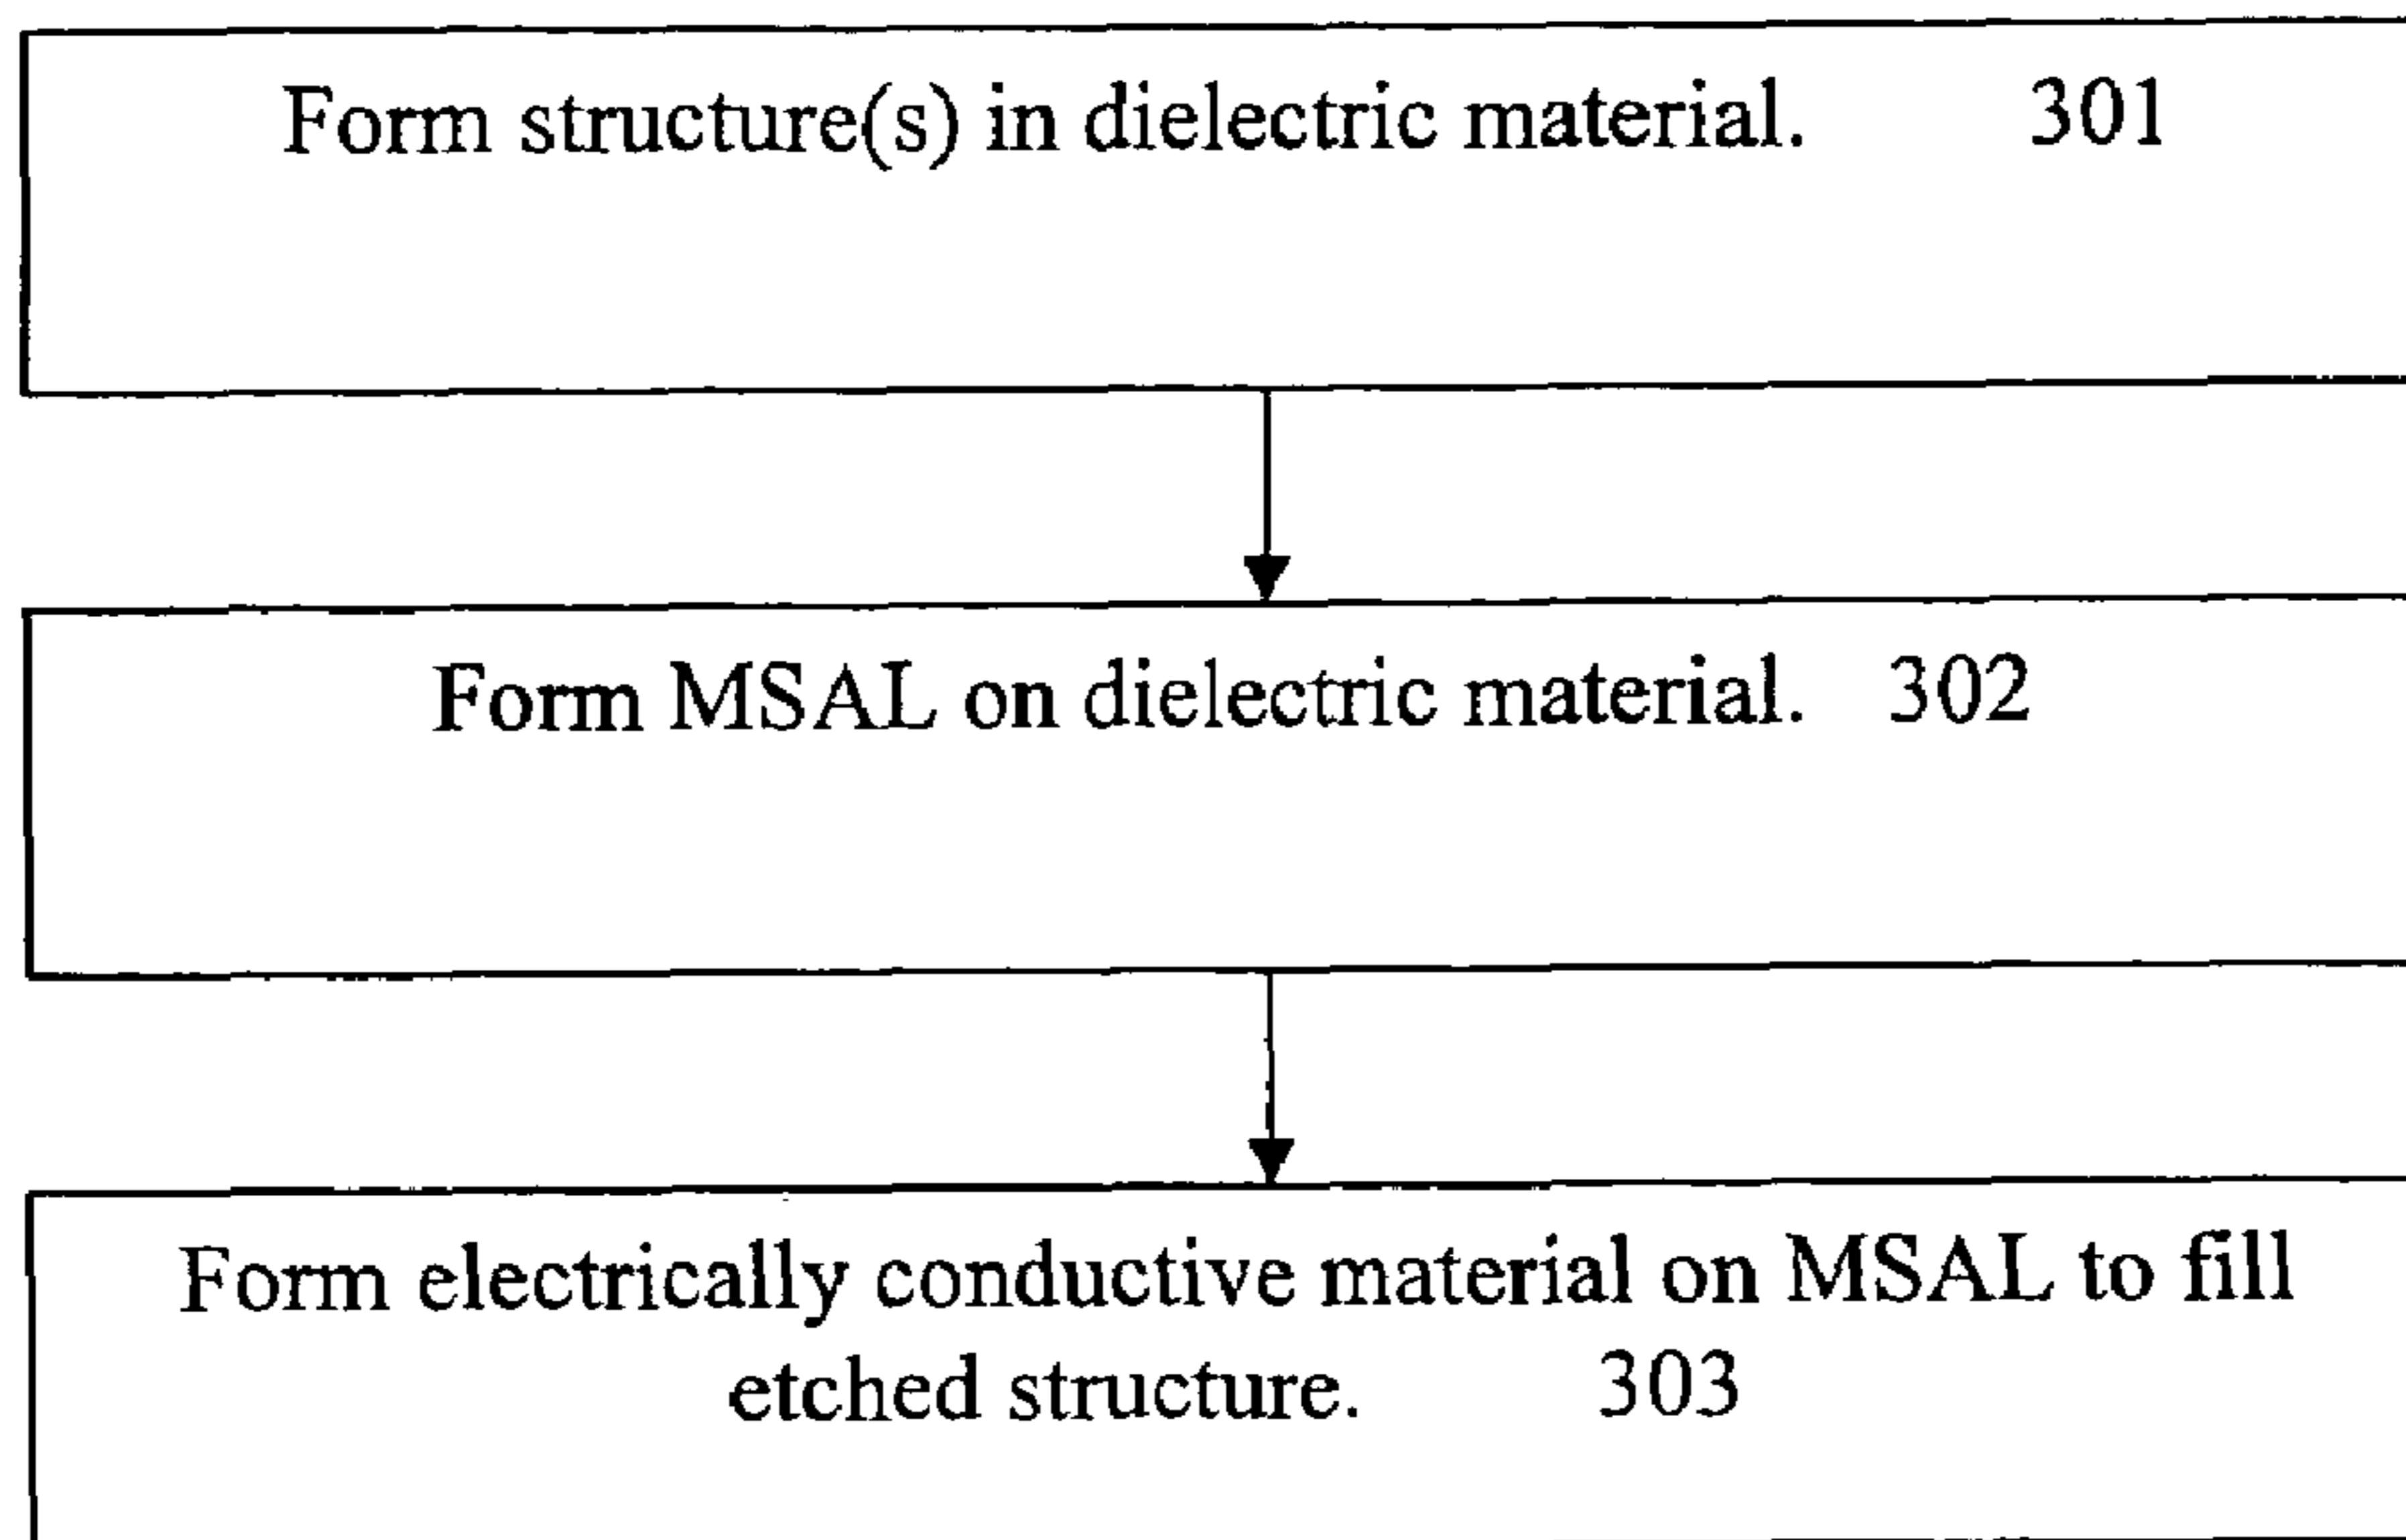 Form structure(s) in dielectric material. 301
Form MSAL on dielectric material. 302
Form electrically conductive material on MSAL to fill
etched structure. 303